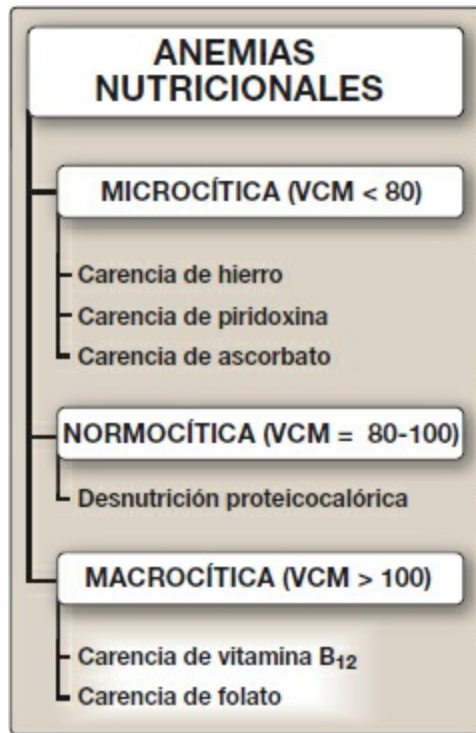 ANEMIAS
NUTRICIONALES
MICROCÍTICA (VCM < 80)
Carencia de hierro
Carencia de piridoxina
Carencia de ascorbato
NORMOCÍTICA (VCM = 80-100)
Desnutrición proteicocalórica
MACROCÍTICA (VCM > 100)
Carencia de vitamina B₁₂
Carencia de folato